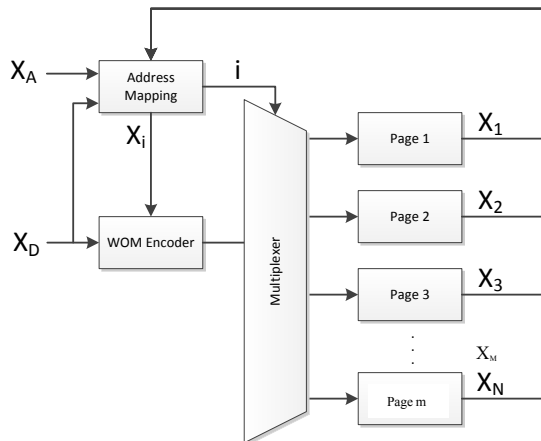 X_A
Address
Mapping
i
X_i
X_D
WOM Encoder
Multiplexer
Page 1
X_1
Page 2
X_2
Page 3
X_3
.
.
.
X_M
Page m
X_N